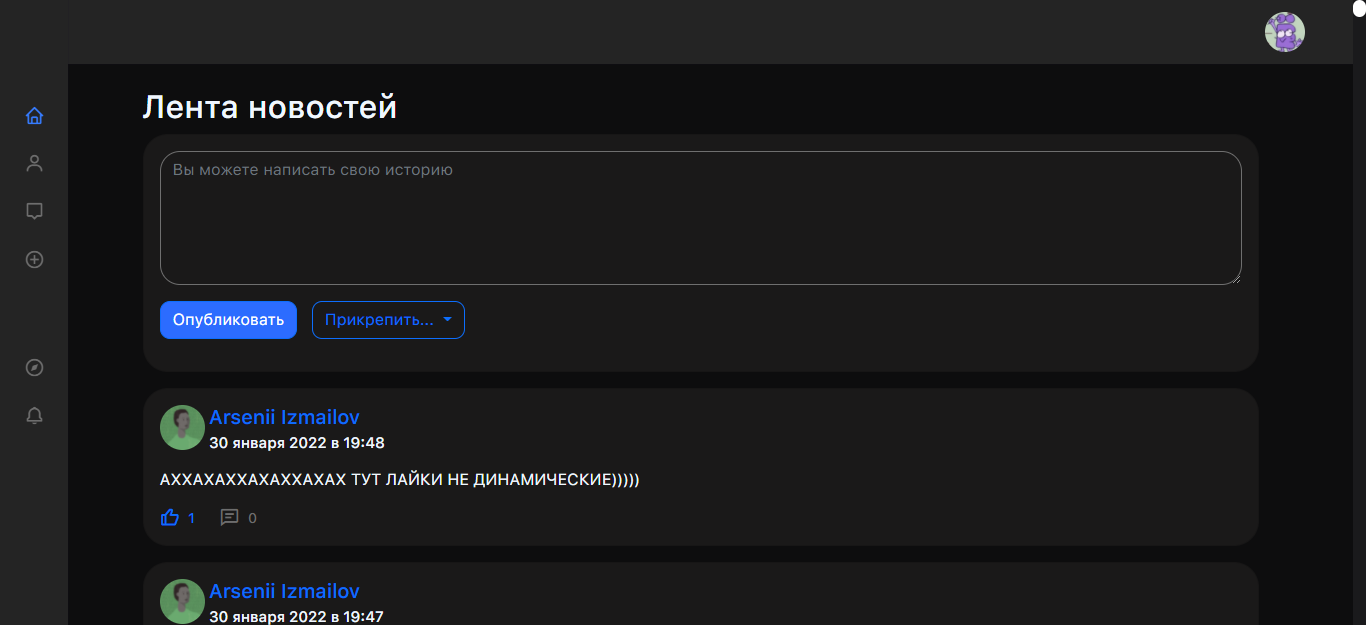 Лента новостей
Вы можете написать свою историю
Опубликовать
Прикрепить...
Arsenii Izmailov
30 января 2022 в 19:48
АХХАХАХХАХАХХАХАХ ТУТ ЛАЙКИ НЕ ДИНАМИЧЕСКИЕ)))))
1
0
Arsenii Izmailov
30 января 2022 в 19:47